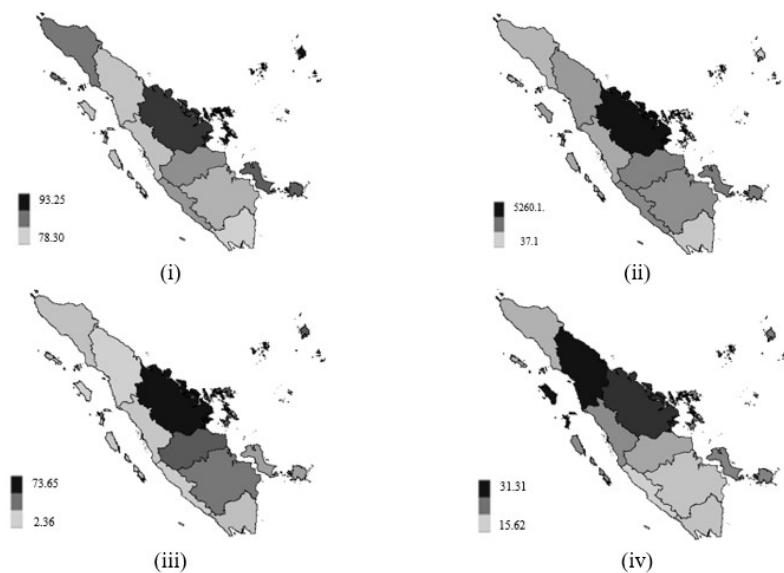 93.25
78.30
(i)
5260.1.
37.1
(ii)
73.65
2.36
(iii)
31.31
15.62
(iv)